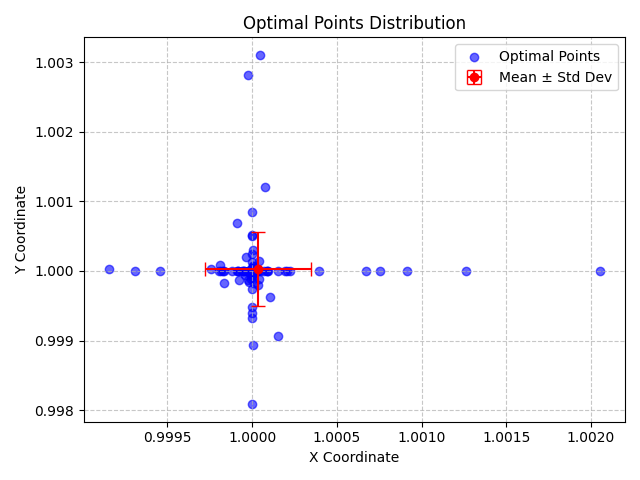 Optimal Points Distribution
Optimal Points
Mean ± Std Dev
Y Coordinate
1.003
1.002
1.001
1.000
0.999
0.998
0.9995 1.0000 1.0005 1.0010 1.0015 1.0020
X Coordinate